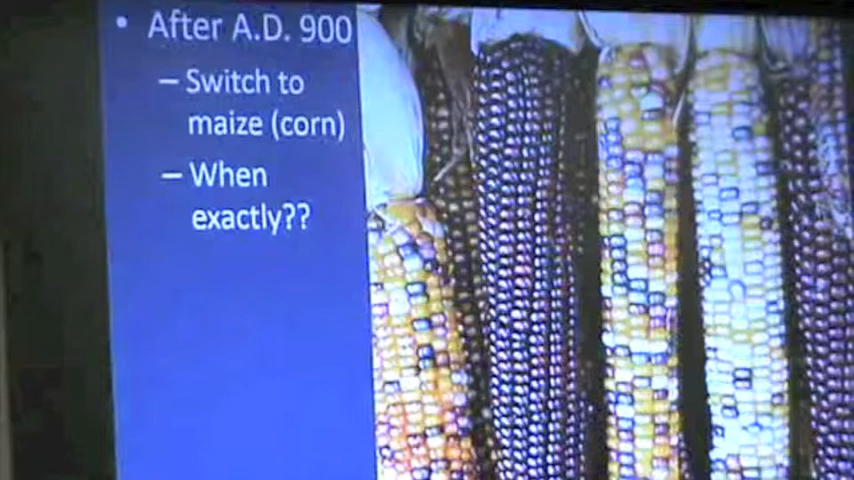 • After A.D. 900
– Switch to
maize (corn)
– When
exactly??